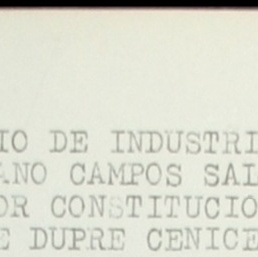 IO DE INDUSTRI
ANO CAMPOS SAL
OR CONSTITUCIO
E DUPRE CENICE